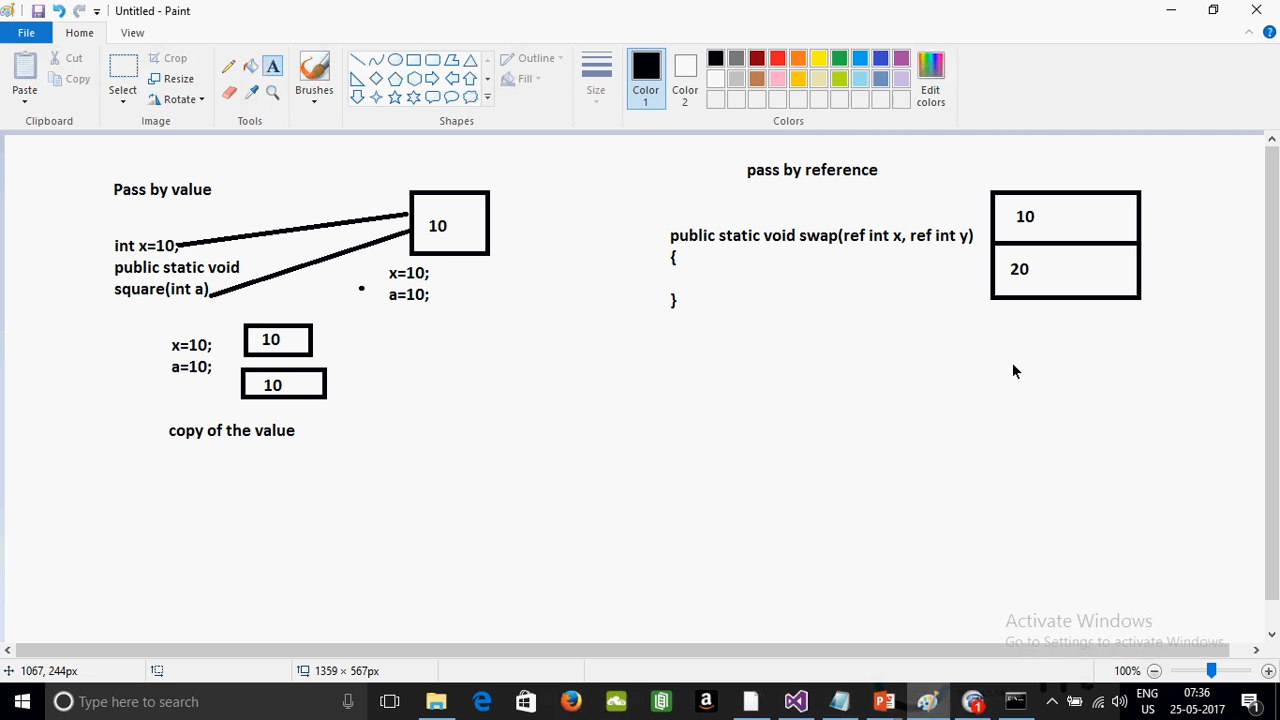 Untitled - Paint
File
Home
View
Paste
Cut
Copy
Clipboard
Select
Crop
Resize
Rotate
Image
Tools
Brushes
Shapes
Outline
Fill
Size
Color 1
Color 2
Edit colors
Colors
Pass by value
10
int x=10;
public static void
square(int a)
x=10;
a=10;
x=10;
a=10;
10
10
copy of the value
pass by reference
public static void swap(ref int x, ref int y)
{
}
10
20
Activate Windows
Go to Settings to activate Windows.
1067, 244px
1359 × 567px
100%
Type here to search
ENG
US
07:36
25-05-2017